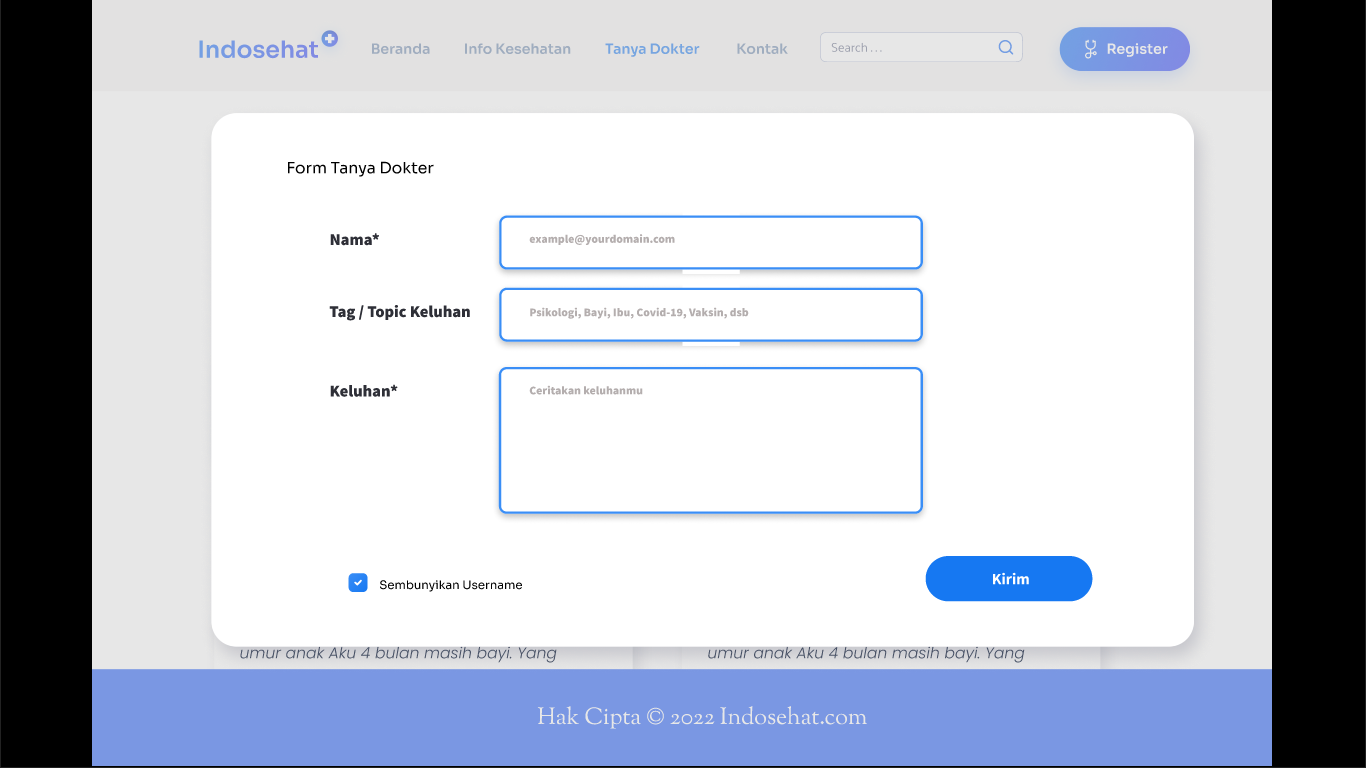 Indosehat
Beranda
Info Kesehatan
Tanya Dokter
Kontak
Search . . .
Register
Form Tanya Dokter
Nama*
example@yourdomain.com
Tag / Topic Keluhan
Psikologi, Bayi, Ibu, Covid-19, Vaksin, dsb
Keluhan*
Ceritakan keluhanmu
Sembunyikan Username
Kirim
umur anak Aku 4 bulan masih bayi. Yang
umur anak Aku 4 bulan masih bayi. Yang
Hak Cipta © 2022 Indosehat.com